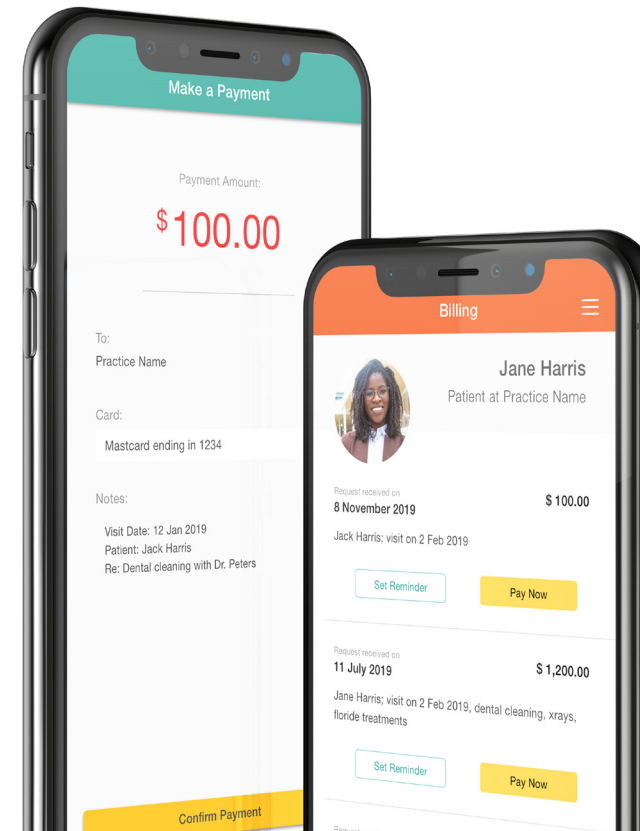 Make a Payment
Payment Amount:
$100.00
To:
Practice Name
Card:
Mastcard ending in 1234
Notes:
Visit Date: 12 Jan 2019
Patient: Jack Harris
Re: Dental cleaning with Dr. Peters
Confirm Payment
Billing
Jane Harris
Patient at Practice Name
Request received on
8 November 2019
$ 100.00
Jack Harris; visit on 2 Feb 2019
Set Reminder
Pay Now
Request received on
11 July 2019
$ 1,200.00
Jane Harris; visit on 2 Feb 2019, dental cleaning, xrays,
floride treatments
Set Reminder
Pay Now